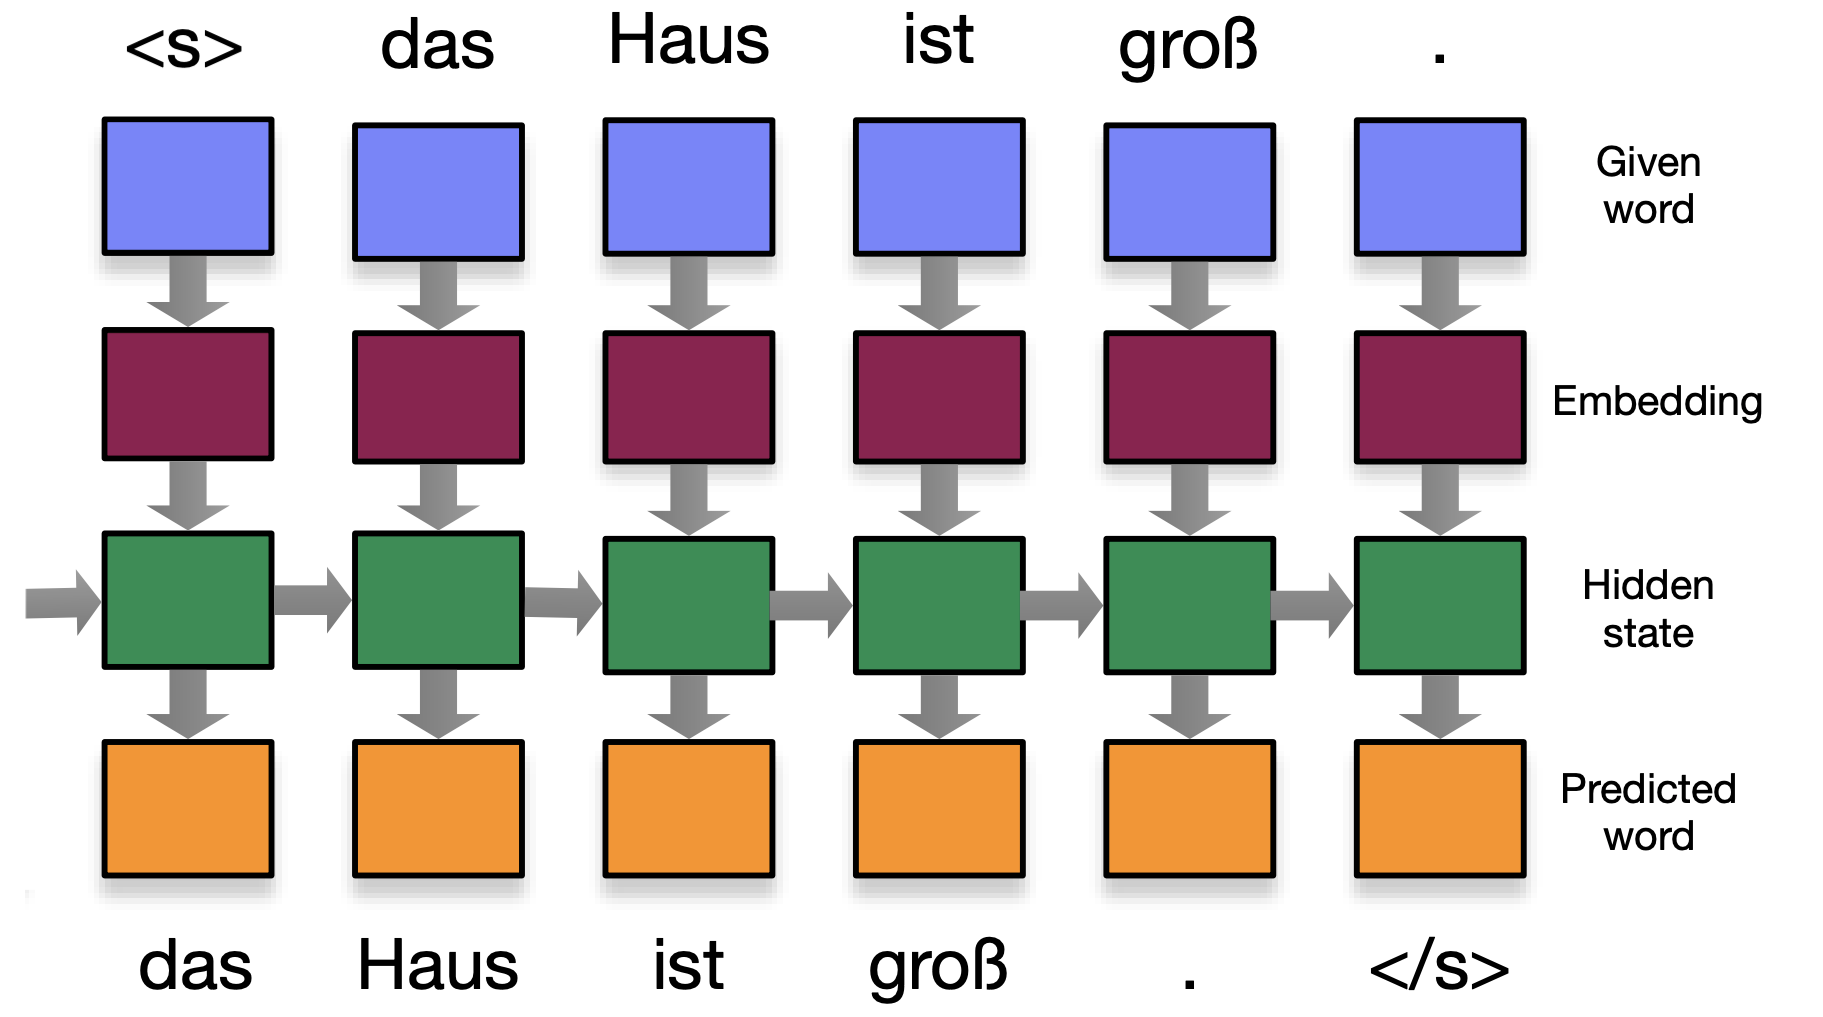 <s> das Haus ist groß .
Given
word
Embedding
Hidden
state
Predicted
word
das Haus ist groß . </s>